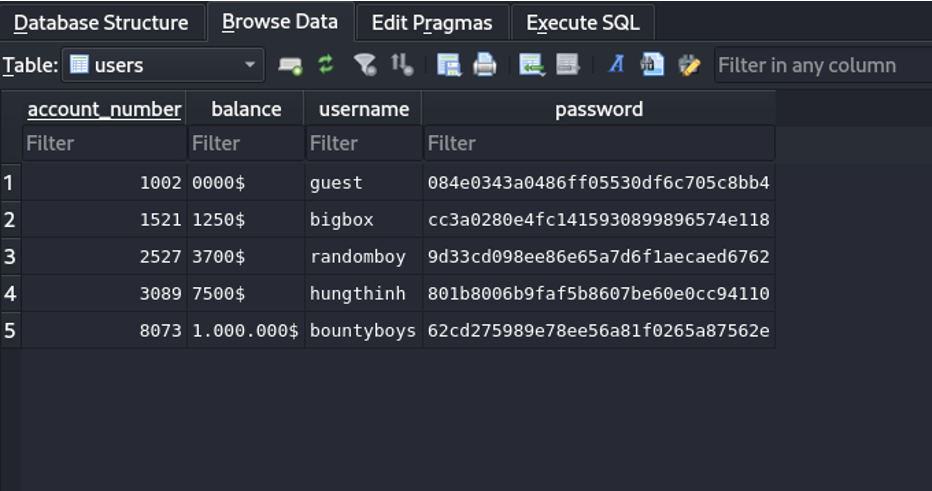 Database Structure Browse Data Edit Pragmas Execute SQL
Table: users Filter in any column
account_number balance username password
Filter Filter Filter Filter
1 1002 0000$ guest 084e0343a0486ff05530df6c705c8bb4
2 1521 1250$ bigbox cc3a0280e4fc1415930899896574e118
3 2527 3700$ randomboy 9d33cd098ee86e65a7d6f1aecaed6762
4 3089 7500$ hungthinh 801b8006b9faf5b8607be60e0cc94110
5 8073 1.000.000$ bountyboys 62cd275989e78ee56a81f0265a87562e